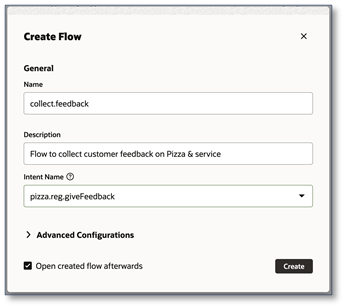 Create Flow
General
Name
collect.feedback
Description
Flow to collect customer feedback on Pizza & service
Intent Name
pizza.reg.giveFeedback
Advanced Configurations
Open created flow afterwards
Create